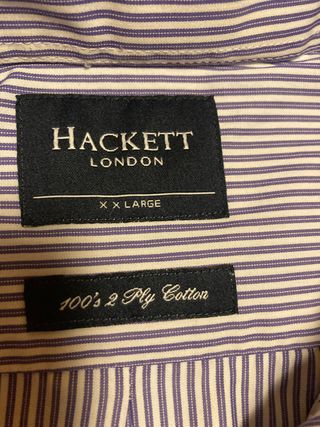 HACKETT
LONDON
X X LARGE
100's 2 Ply Cotton